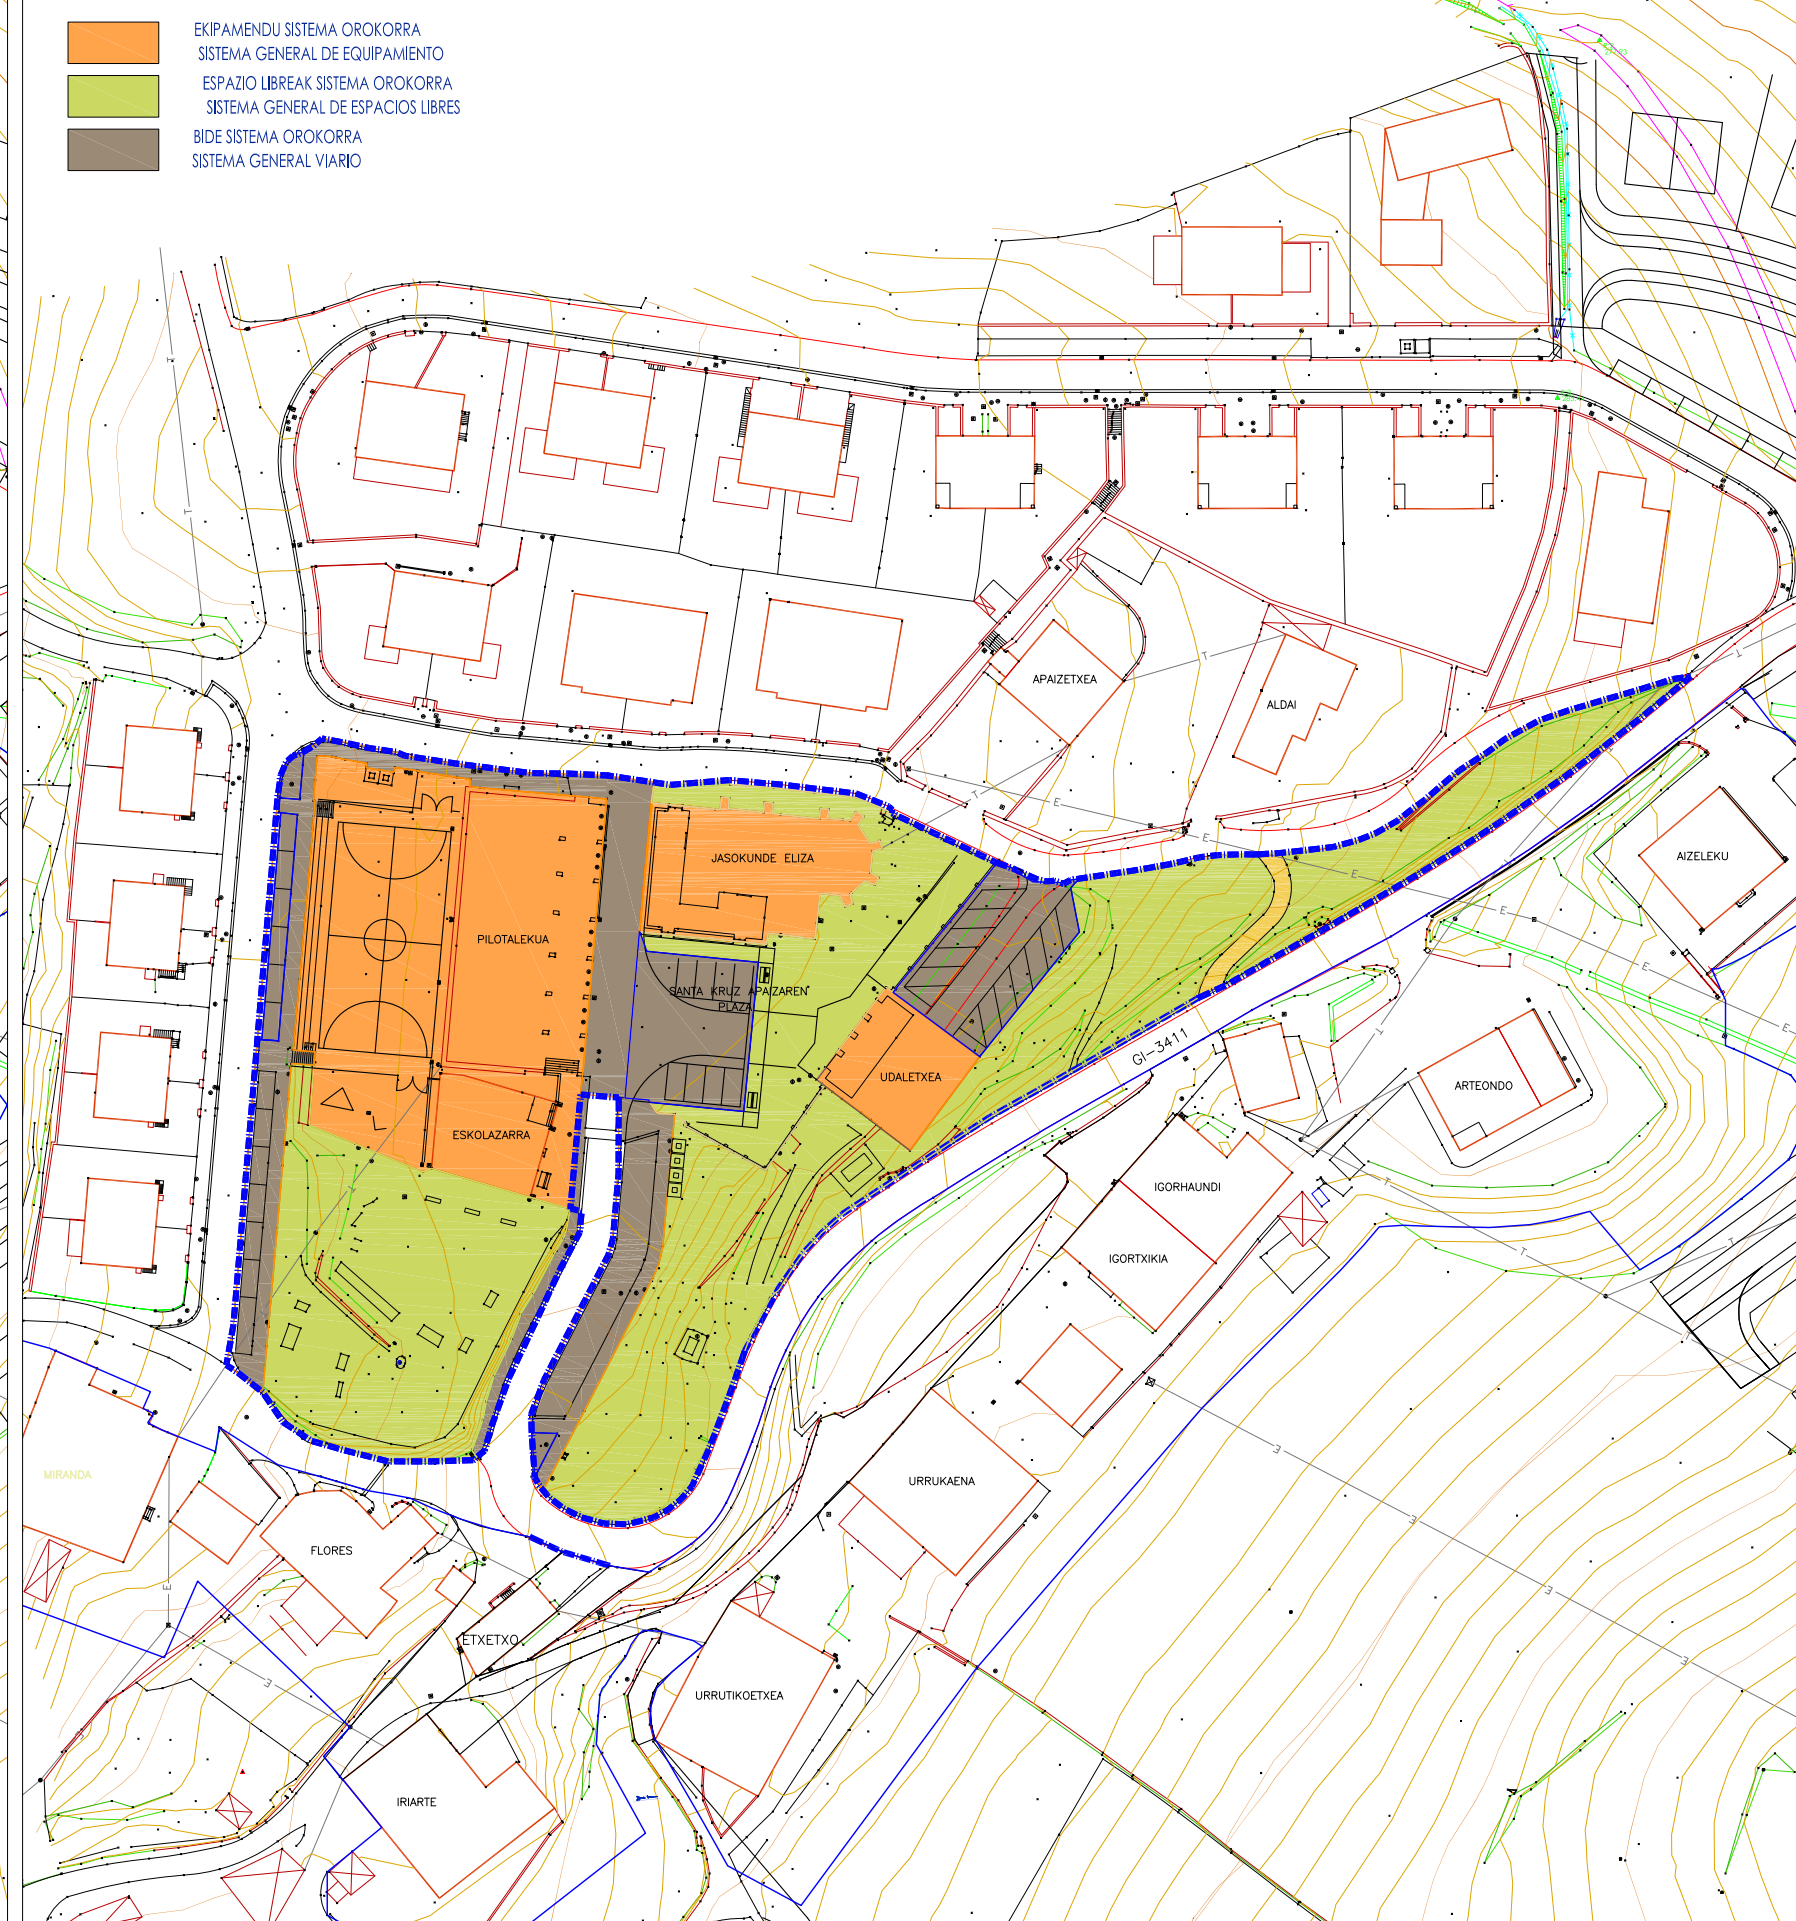 EKIPAMENDU SISTEMA OROKORRA
SISTEMA GENERAL DE EQUIPAMIENTO
ESPAZIO LIBREAK SISTEMA OROKORRA
SISTEMA GENERAL DE ESPACIOS LIBRES
BIDE SISTEMA OROKORRA
SISTEMA GENERAL VIARIO
APAIZETXEA
ALDAI
JASOKUNDE ELIZA
AIZELEKU
PILOTALEKUA
SANTA KRUZ APAIZAREN
PLAZA
GI-3411
UDALETXEA
ARTEONDO
ESKOLAZARRA
IGORHAUNDI
IGORTXIKIA
MIRANDA
URRUKAENA
FLORES
ETXETXO
URRUTIKOETXEA
IRIARTE